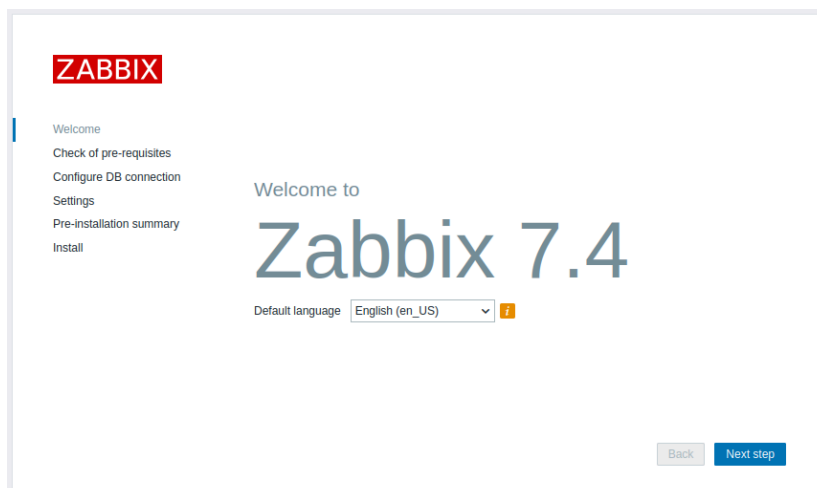 ZABBIX
Welcome
Check of pre-requisites
Configure DB connection
Settings
Pre-installation summary
Install
Welcome to
Zabbix 7.4
Default language English (en_US) i
Back Next step